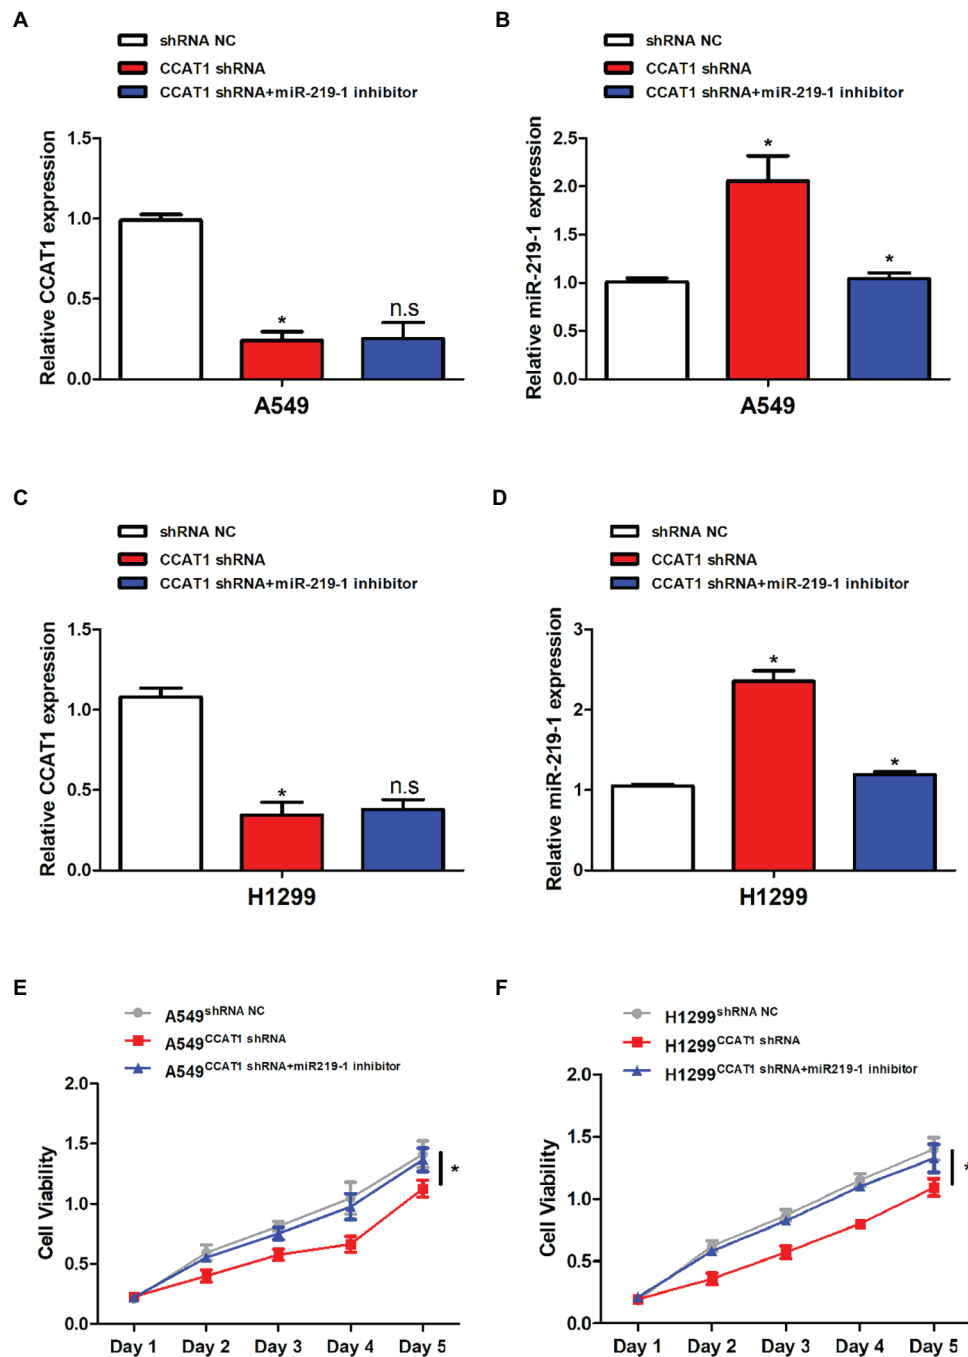 A
shRNA NC
CCAT1 shRNA
CCAT1 shRNA+miR-219-1 inhibitor
Relative CCAT1 expression
1.5
1.0
0.5
0.0
*
n.s
A549
B
shRNA NC
CCAT1 shRNA
CCAT1 shRNA+miR-219-1 inhibitor
Relative miR-219-1 expression
2.5
2.0
1.5
1.0
0.5
0.0
*
*
A549
C
shRNA NC
CCAT1 shRNA
CCAT1 shRNA+miR-219-1 inhibitor
Relative CCAT1 expression
1.5
1.0
0.5
0.0
*
n.s
H1299
D
shRNA NC
CCAT1 shRNA
CCAT1 shRNA+miR-219-1 inhibitor
Relative miR-219-1 expression
3
2
1
0
*
*
H1299
E
A549shRNA NC
A549CCAT1 shRNA
A549CCAT1 shRNA+miR219-1 inhibitor
Cell Viability
2.0
1.5
1.0
0.5
0.0
*
Day 1 Day 2 Day 3 Day 4 Day 5
F
H1299shRNA NC
H1299CCAT1 shRNA
H1299CCAT1 shRNA+miR219-1 inhibitor
Cell Viability
2.0
1.5
1.0
0.5
0.0
*
Day 1 Day 2 Day 3 Day 4 Day 5